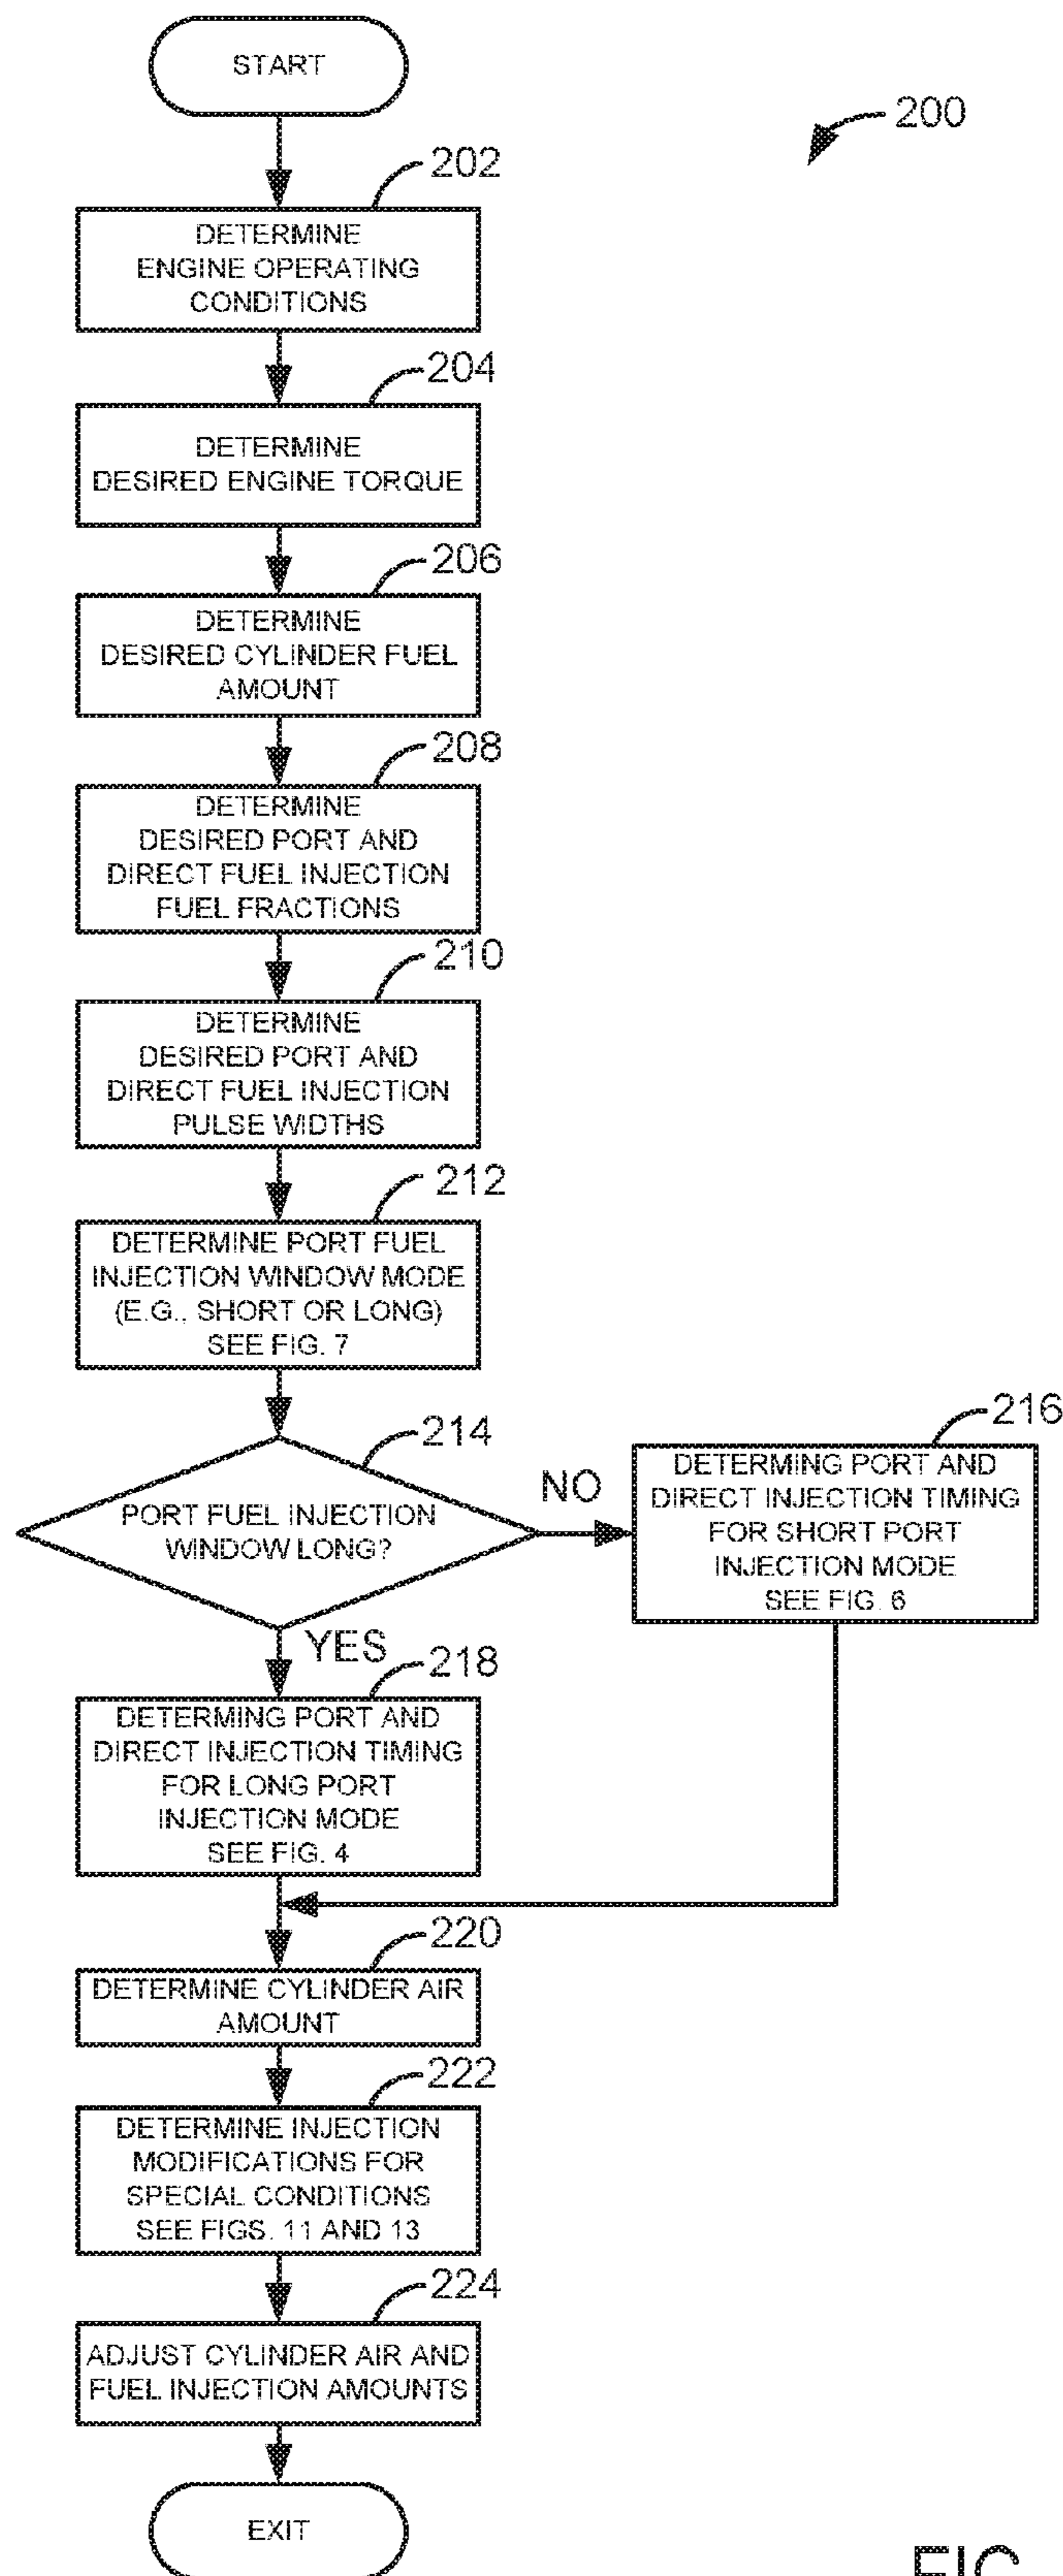 START
200
202
DETERMINE
ENGINE OPERATING
CONDITIONS
204
DETERMINE
DESIRED ENGINE TORQUE
206
DETERMINE
DESIRED CYLINDER FUEL
AMOUNT
208
DETERMINE
DESIRED PORT AND
DIRECT FUEL INJECTION
FUEL FRACTIONS
210
DETERMINE
DESIRED PORT AND
DIRECT FUEL INJECTION
PULSE WIDTHS
212
DETERMINE PORT FUEL
INJECTION WINDOW MODE
(E.G., SHORT OR LONG)
SEE FIG. 7
214
PORT FUEL INJECTION
WINDOW LONG?
NO
216
DETERMING PORT AND
DIRECT INJECTION TIMING
FOR SHORT PORT
INJECTION MODE
SEE FIG. 6
YES
218
DETERMING PORT AND
DIRECT INJECTION TIMING
FOR LONG PORT
INJECTION MODE
SEE FIG. 4
220
DETERMINE CYLINDER AIR
AMOUNT
222
DETERMINE INJECTION
MODIFICATIONS FOR
SPECIAL CONDITIONS
SEE FIGS. 11 AND 13
224
ADJUST CYLINDER AIR AND
FUEL INJECTION AMOUNTS
EXIT
FIG